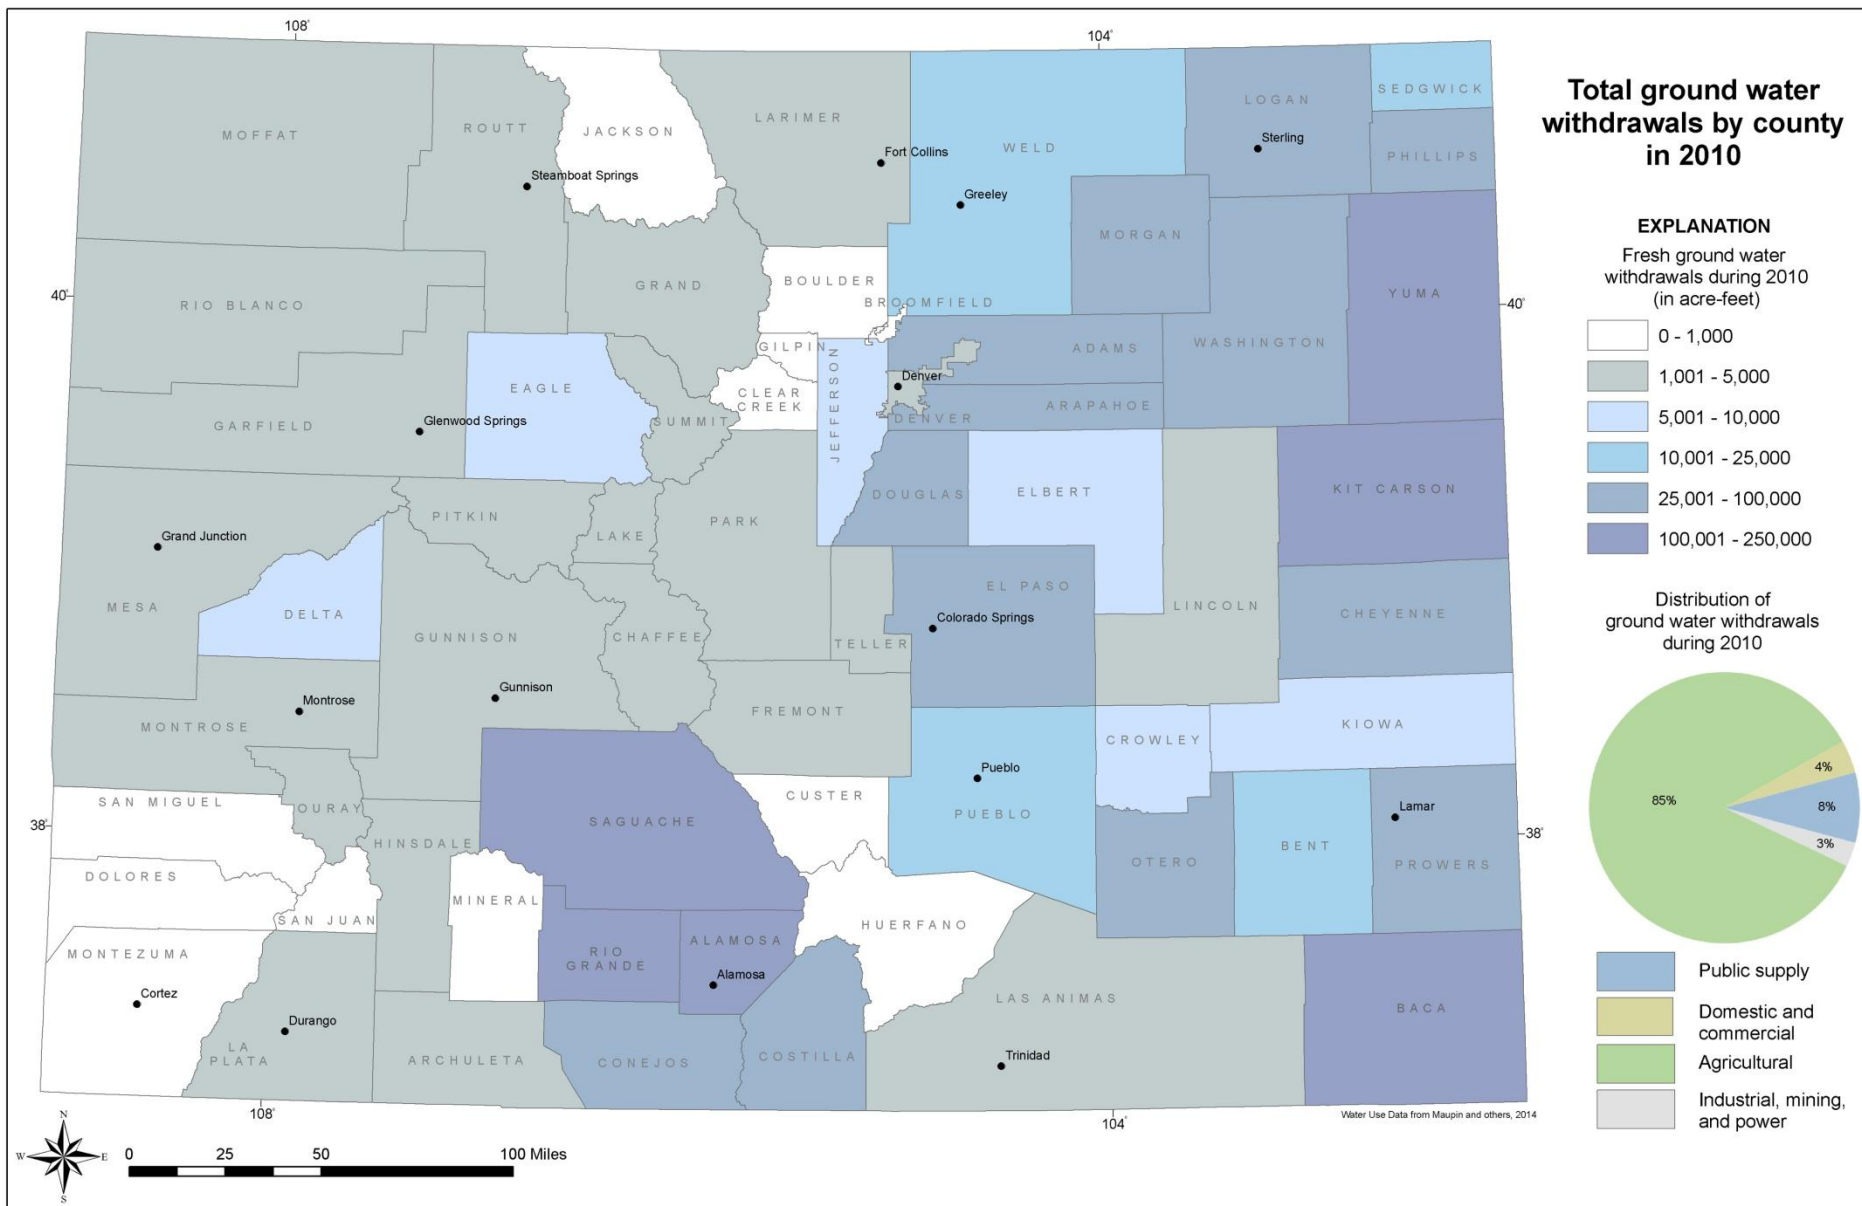 108°
104°
MOFFAT
ROUTT
JACKSON
LARIMER
WELD
LOGAN
SEDGWICK
PHILLIPS
Fort Collins
Sterling
Steamboat Springs
Greeley
MORGAN
YUMA
WASHINGTON
40°
RIO BLANCO
GRAND
BOULDER
BROOMFIELD
40°
GILPIN
ADAMS
EAGLE
CLEAR
CREEK
JEFFERSON
Denver
DENVER
ARAPAHOE
GARFIELD
Glenwood Springs
SUMMIT
PITKIN
LAKE
PARK
DOUGLAS
ELBERT
KIT CARSON
Grand Junction
MESA
DELTA
GUNNISON
CHAFFEE
TELLER
EL PASO
Colorado Springs
LINCOLN
CHEYENNE
Gunnison
Montrose
MONTROSE
FREMONT
CROWLEY
KIOWA
Pueblo
PUEBLO
SAN MIGUEL
OURAY
HINSDALE
SAGUACHE
CUSTER
38°
38°
OTERO
BENT
Lamar
PROWERS
DOLORES
SAN JUAN
MINERAL
HUERFANO
MONTEZUMA
Cortez
RIO
GRANDE
ALAMOSA
Alamosa
LAS ANIMAS
BACA
Durango
LA
PLATA
ARCHULETA
CONEJOS
COSTILLA
Trinidad
108°
104°
Water Use Data from Maupin and others, 2014
N
W
E
S
0
25
50
100 Miles
Total ground water
withdrawals by county
in 2010
EXPLANATION
Fresh ground water
withdrawals during 2010
(in acre-feet)
0 - 1,000
1,001 - 5,000
5,001 - 10,000
10,001 - 25,000
25,001 - 100,000
100,001 - 250,000
Distribution of
ground water withdrawals
during 2010
4%
85%
8%
3%
Public supply
Domestic and
commercial
Agricultural
Industrial, mining,
and power